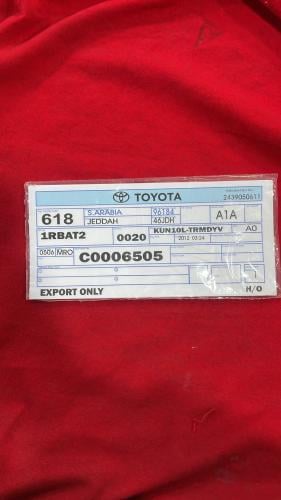 TOYOTA 2439050611
618 S.ARABIA 96184 A1A
JEDDAH 46JDH
1RBAT2 0020 KUN10L-TRMDYV A0
2012 03/24
0506 MRO C0006505
1
EXPORT ONLY H/O